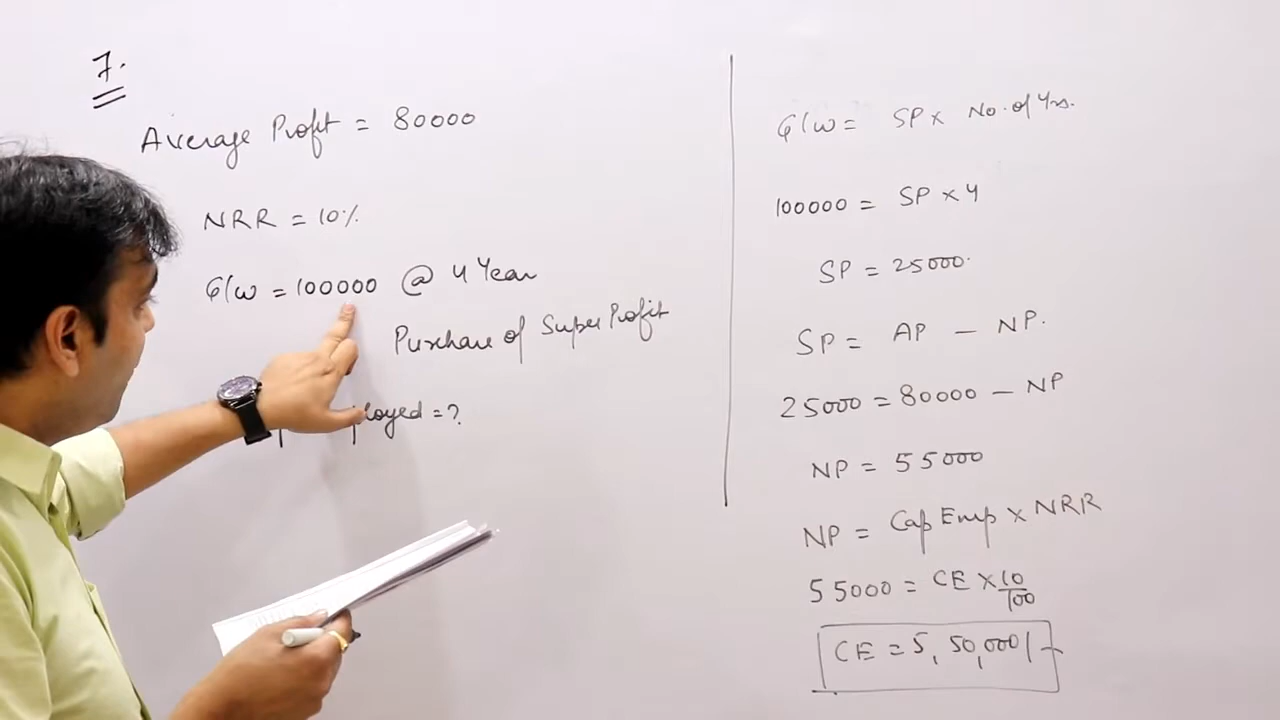 7.
Average Profit = 80000
NRR = 10%
G/w = 100000 @ 4 Year
Purchase of Super Profit
ployed = ?
G/w = SP x No. of Yrs.
100000 = SP x 4
SP = 25000.
SP = AP - NP.
25000 = 80000 - NP
NP = 55000
NP = Cap Emp x NRR
55000 = CE x 10/100
CE = 5,50,000/-